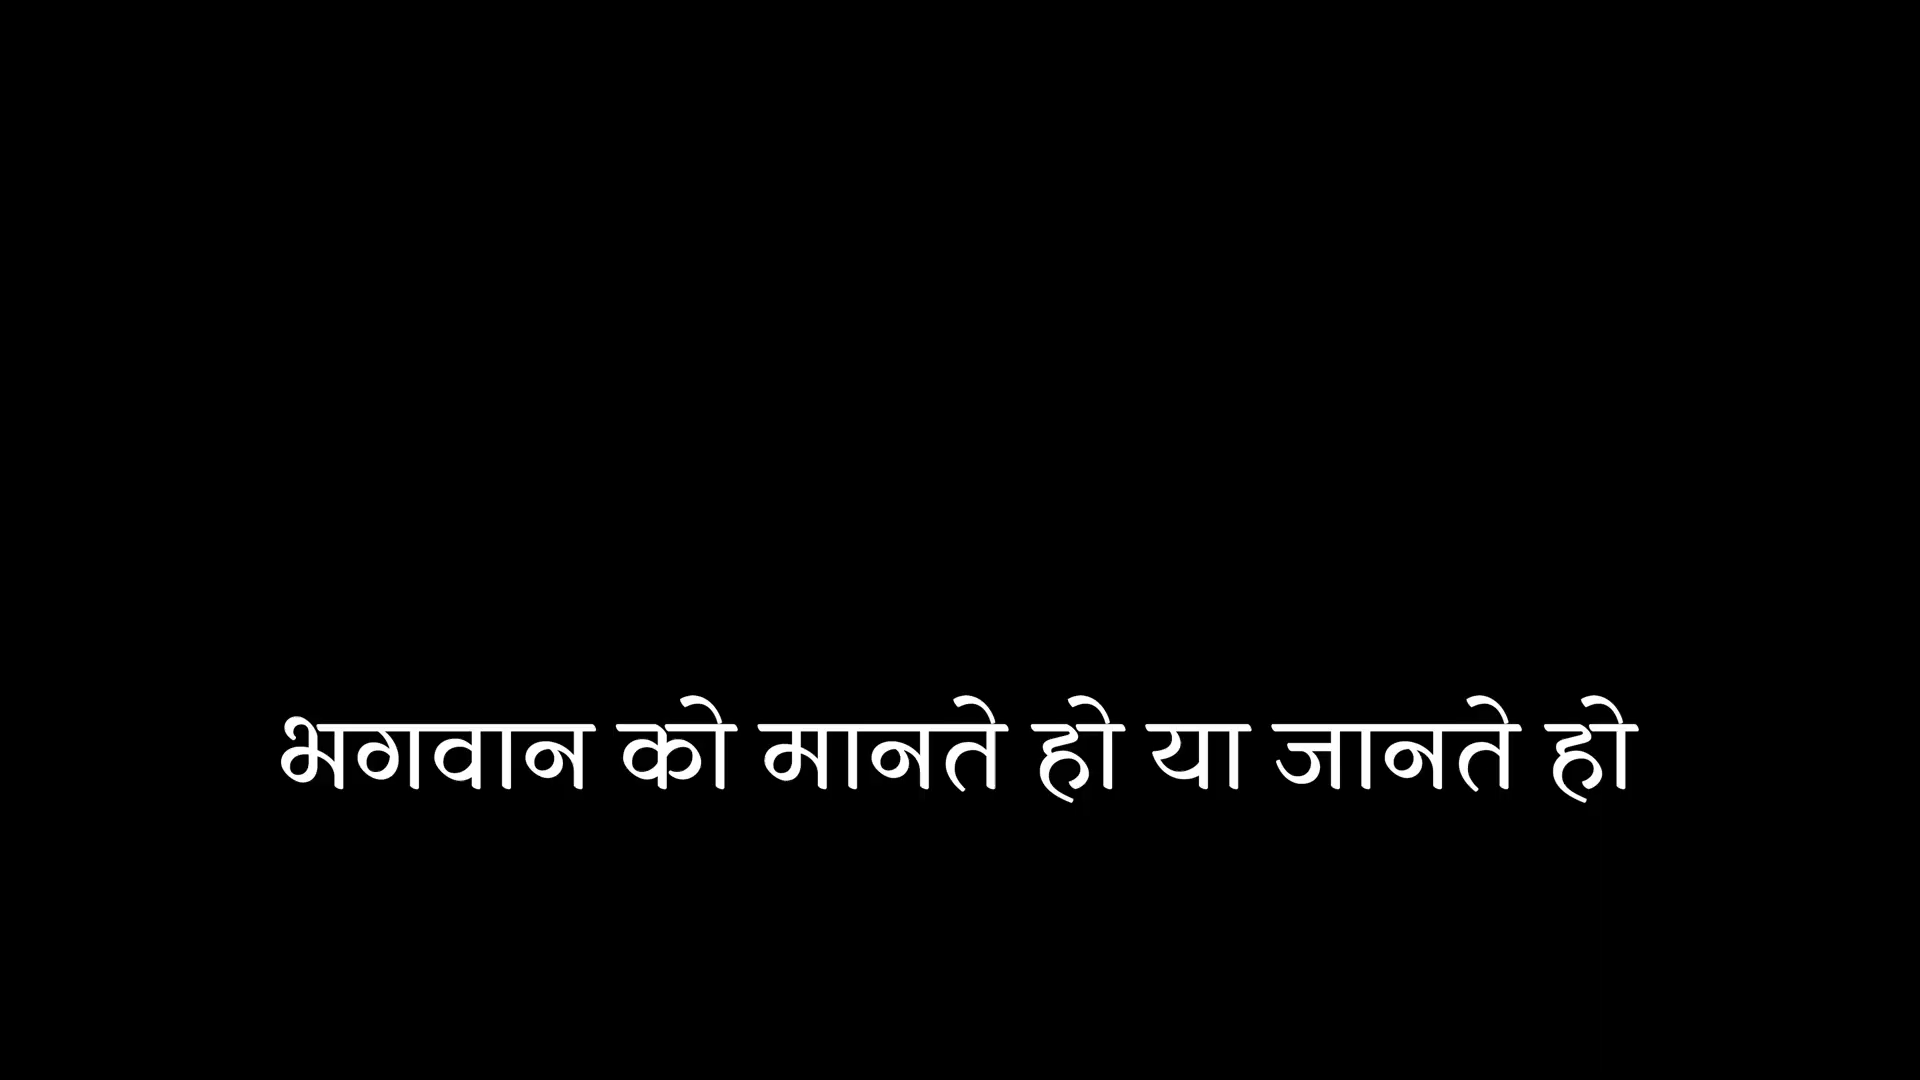 भगवान को मानते हो या जानते हो